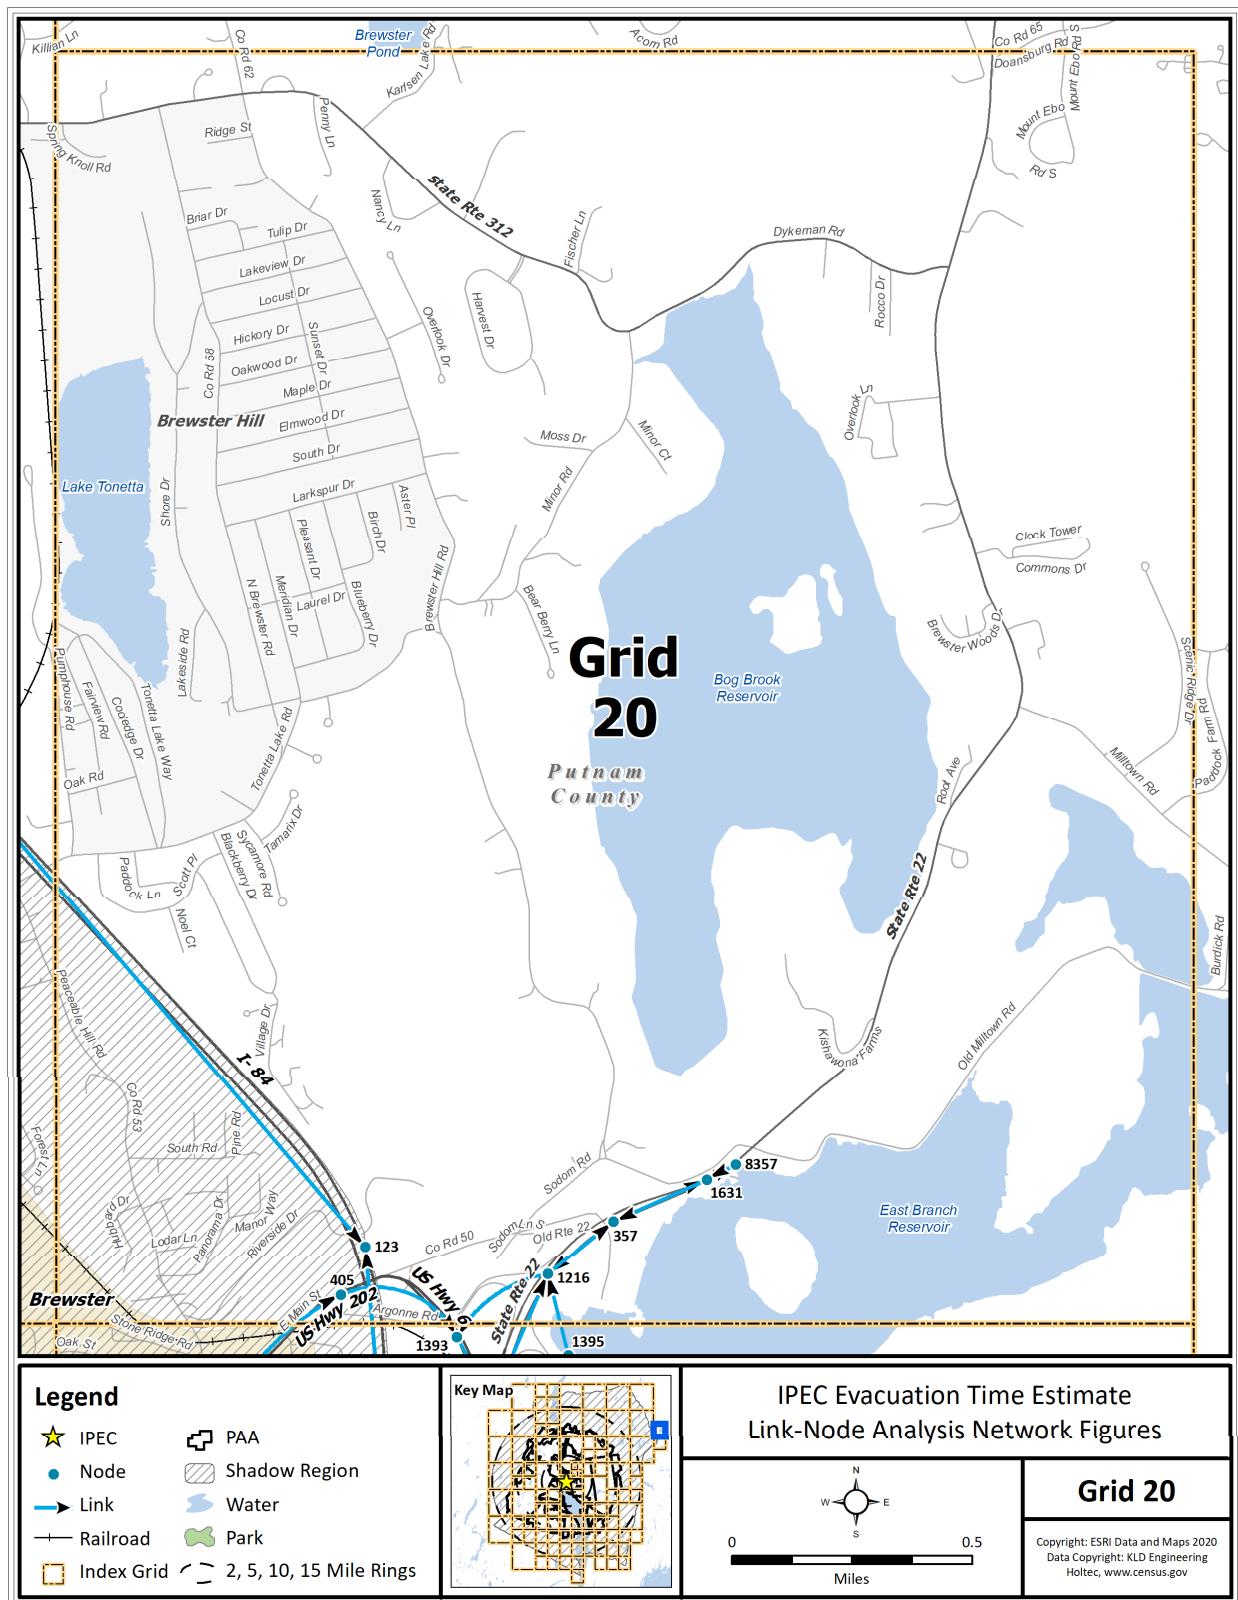 Killian Ln
Co Rd 62
Brewster
Pond
Karlsen Lake Rd
Acorn Rd
Co Rd 65
Doansburg Rd
Mount Ebo Rd S
Mount Ebo
Rd S
Spring Knoll Rd
Ridge St
Penny Ln
Nancy Ln
state Rte 312
Fischer Ln
Dykeman Rd
Rocco Dr
Briar Dr
Tulip Dr
Lakeview Dr
Locust Dr
Hickory Dr
Sunset Dr
Oakwood Dr
Maple Dr
Co Rd 58
Brewster Hill
Elmwood Dr
South Dr
Overlook Dr
Harvest Dr
Overlook Ln
Moss Dr
Minor Ct
Minor Rd
Lake Tonetta
Shore Dr
Larkspur Dr
Aster Pl
Birch Dr
Pleasant Dr
Clock Tower
Commons Dr
N Brewster Rd
Meridian Dr
Laurel Dr
Blueberry Dr
Brewster Hill Rd
Bear Berry Ln
Brewster Woods Dr
Grid
20
Bog Brook
Reservoir
Putnam
County
Scenic Ridge Dr
Paddock Farm Rd
Milltown Rd
Root Ave
Pumphouse Rd
Fairview Rd
Cooledge Dr
Tonetta Lake Way
Lakeside Rd
Tonetta Lake Rd
Oak Rd
Tamarix Dr
Sycamore Rd
Blackberry Dr
Scott Pl
Paddock Ln
Noel Ct
State Rte 22
Burdick Rd
Peaceable Hill Rd
Village Dr
I- 84
Kishawona Farms
Old Milltown Rd
Co Rd 53
Pine Rd
South Rd
Forest Ln
Sodom Rd
8357
1631
East Branch
Reservoir
Hubbard Dr
Panorama Dr
Manor Way
Riverside Dr
Lodar Ln
Co Rd 50
Sodom Ln S
Old Rte 22
357
123
405
1216
US Hwy 6
State Rte 22
Brewster
E Main St
US Hwy 202
Argonne Rd
Stone Ridge Rd
Oak St
1393
1395
Legend
IPEC
PAA
Node
Shadow Region
Link
Water
Railroad
Park
Index Grid
2, 5, 10, 15 Mile Rings
Key Map
IPEC Evacuation Time Estimate
Link-Node Analysis Network Figures
N
W
E
S
0
0.5
Miles
Grid 20
Copyright: ESRI Data and Maps 2020
Data Copyright: KLD Engineering
Holtec, www.census.gov